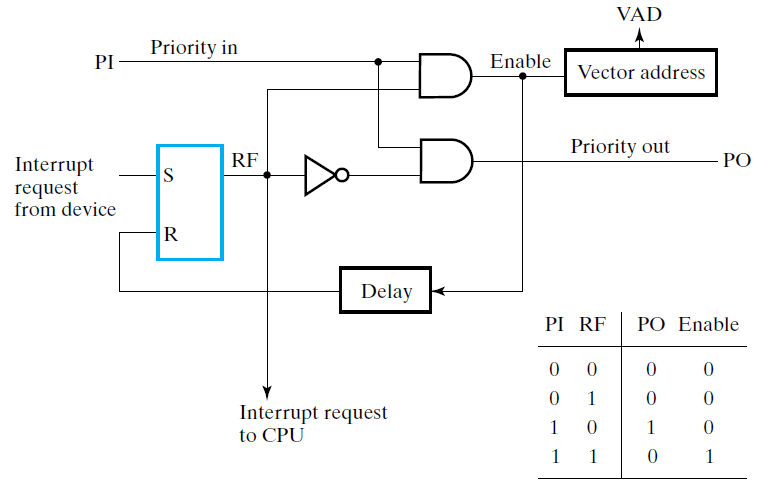 VAD
Priority in
PI
Enable
Vector address
Priority out
PO
RF
Interrupt
request
from device
S
R
Delay
Interrupt request
to CPU
PI RF PO Enable
0 0 0 0
0 1 0 0
1 0 1 0
1 1 0 1